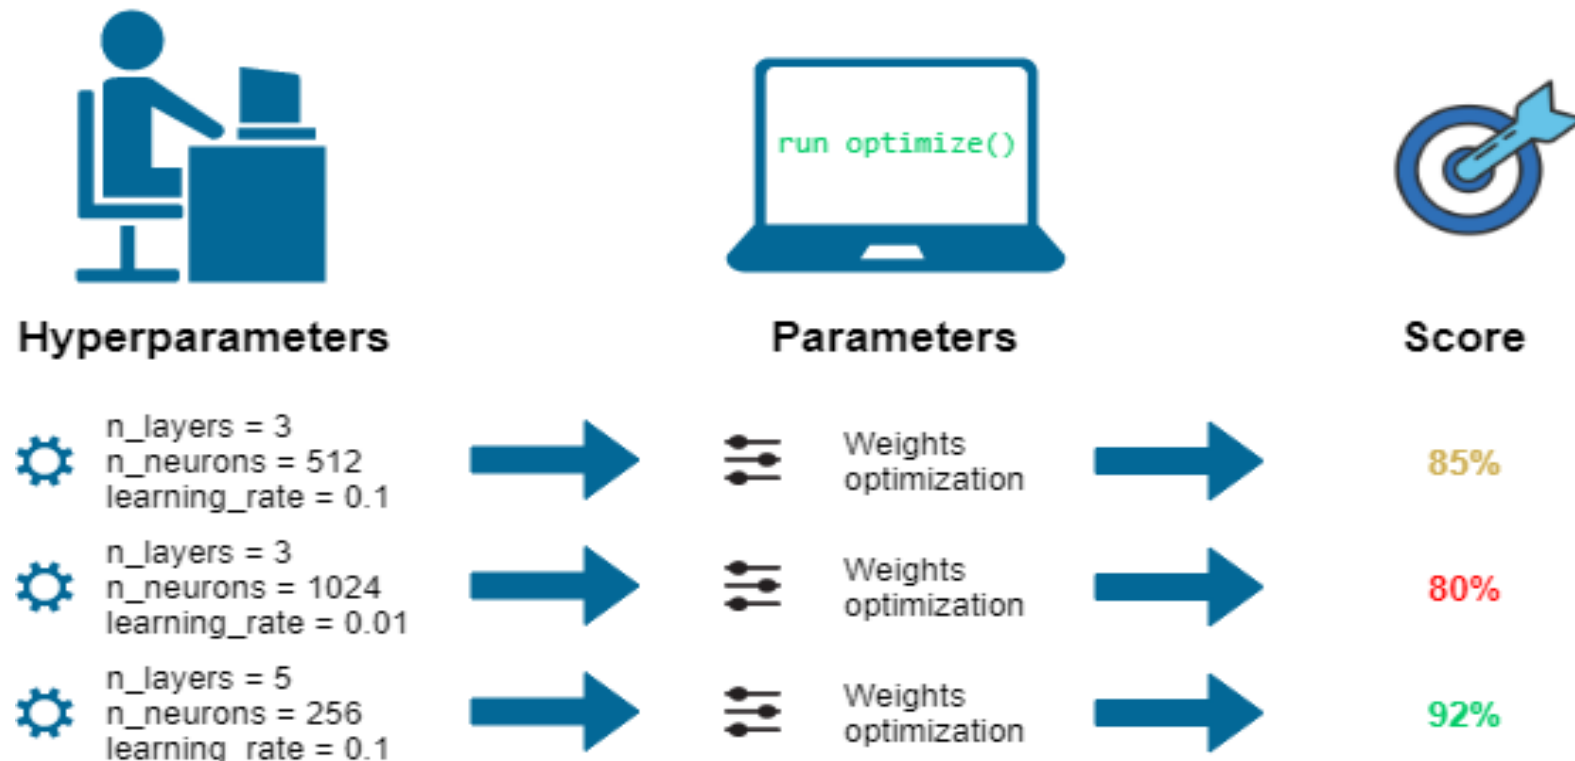 run optimize()
Hyperparameters
Parameters
Score
n_layers = 3
n_neurons = 512
learning_rate = 0.1
Weights
optimization
85%
n_layers = 3
n_neurons = 1024
learning_rate = 0.01
Weights
optimization
80%
n_layers = 5
n_neurons = 256
learning_rate = 0.1
Weights
optimization
92%